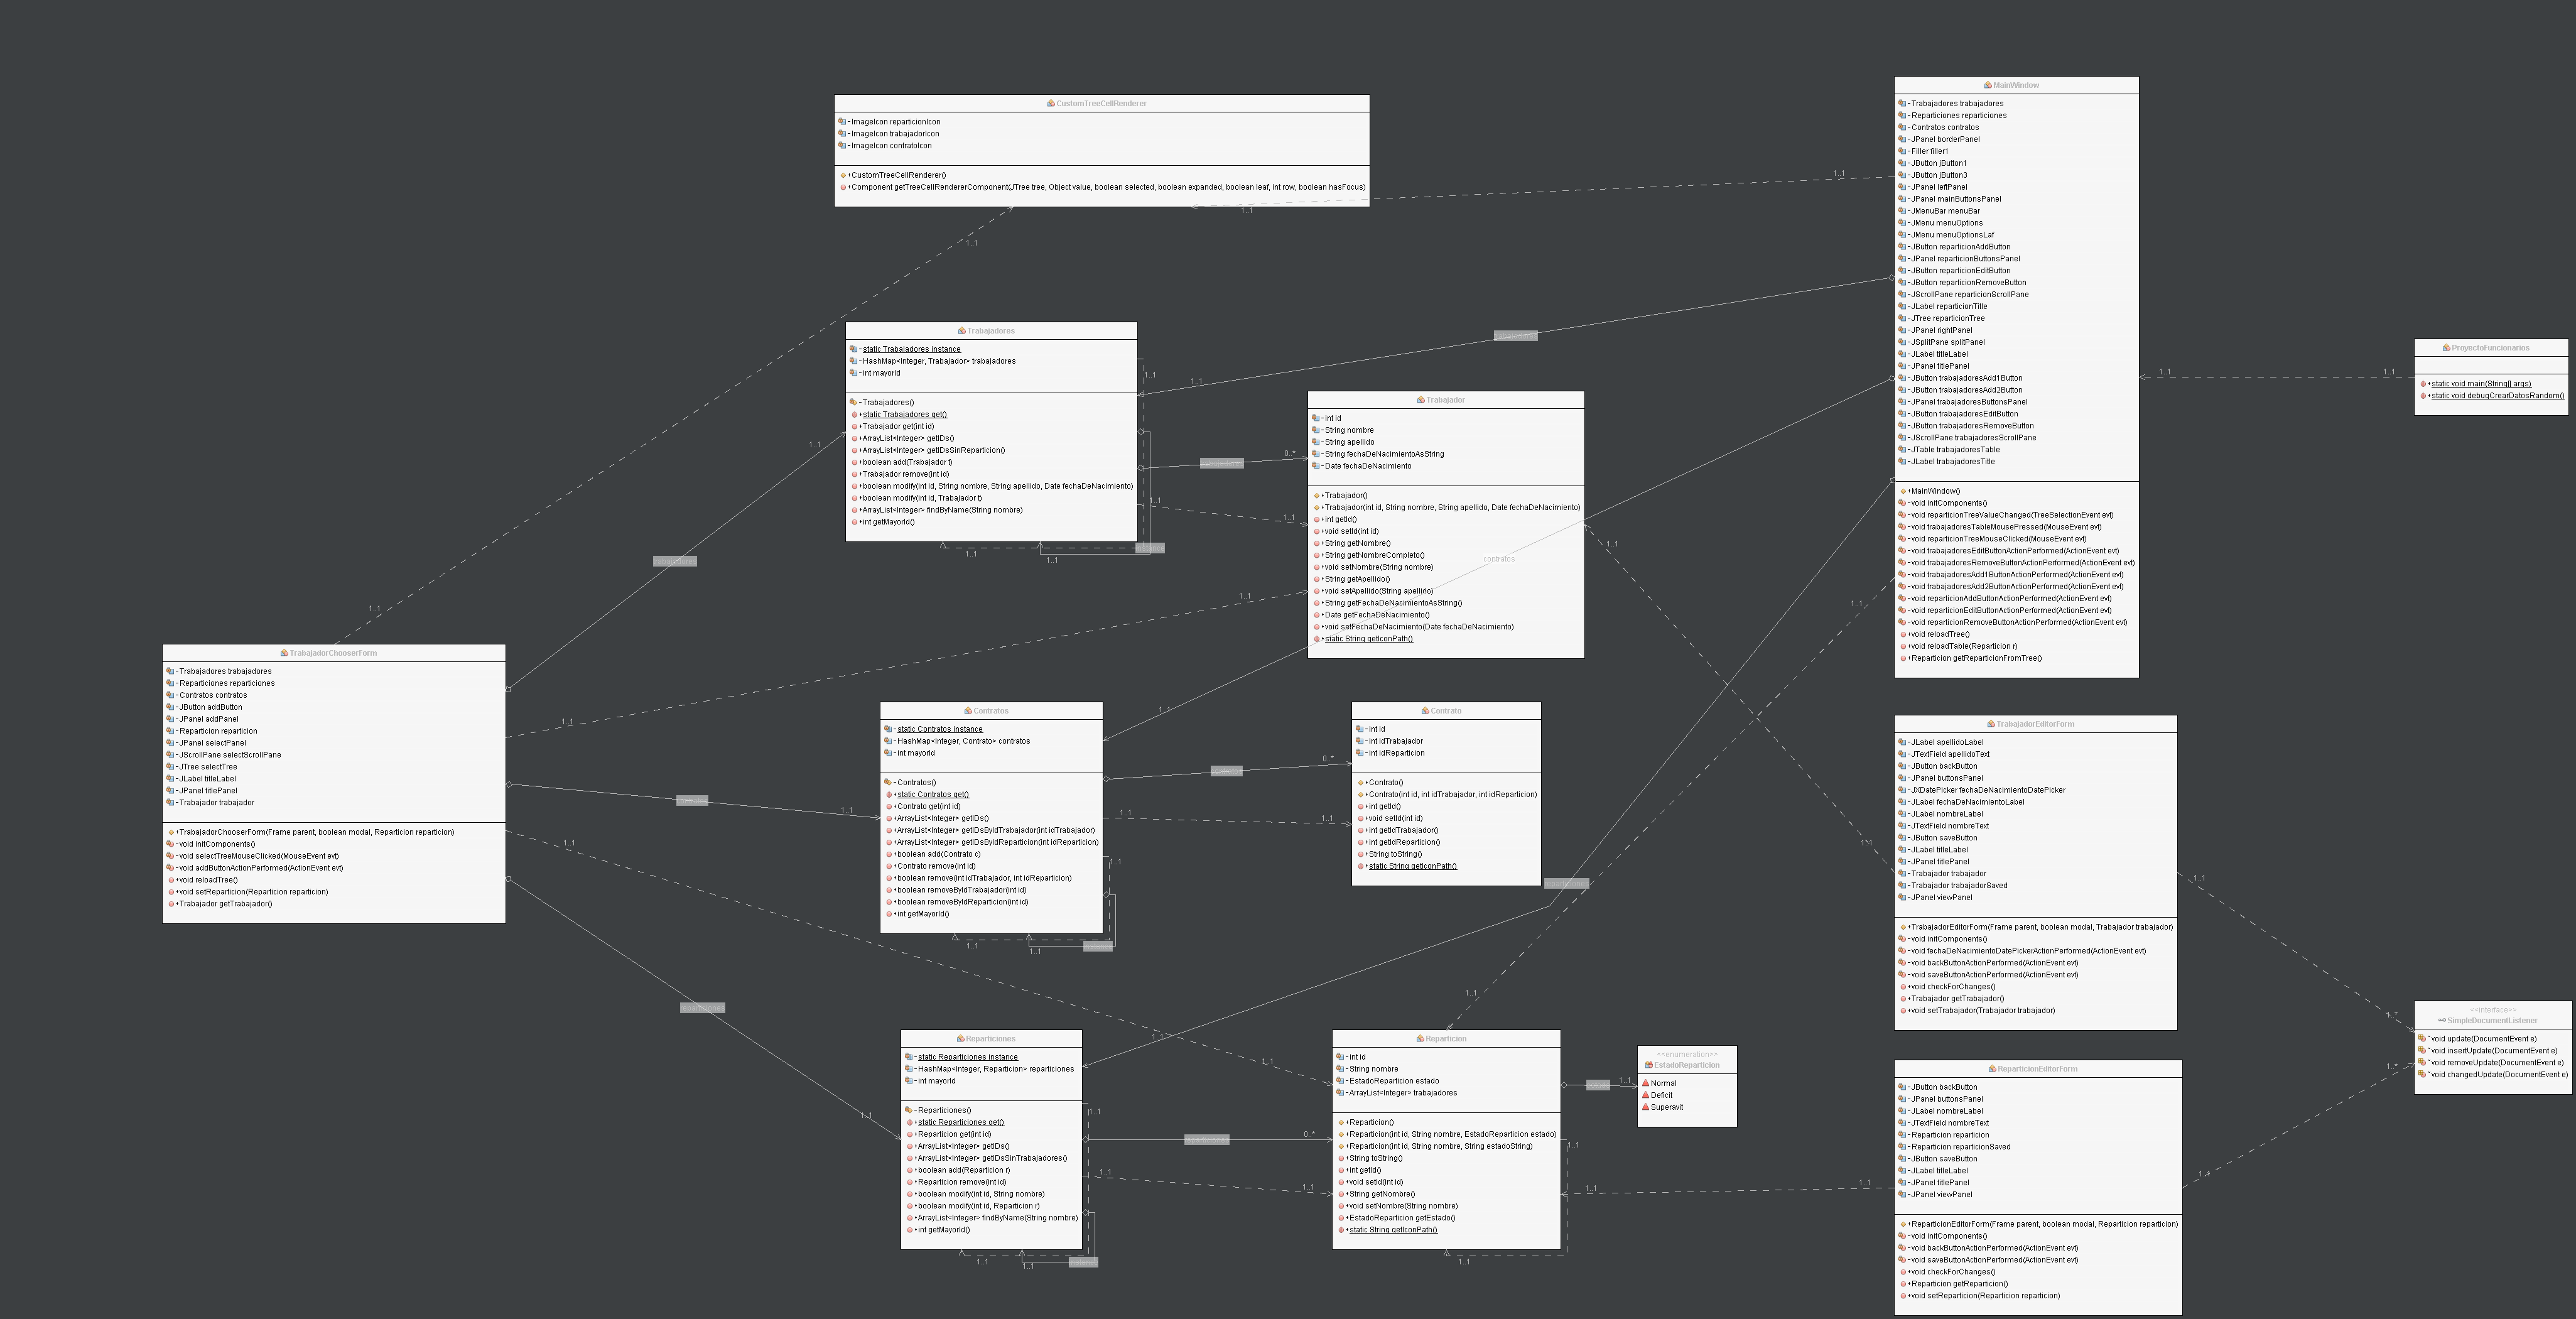 CustomTreeCellRenderer
-ImageIcon reparticionIcon
-ImageIcon trabajadorIcon
-ImageIcon contratoIcon
+CustomTreeCellRenderer()
+Component getTreeCellRendererComponent(JTree tree, Object value, boolean selected, boolean expanded, boolean leaf, int row, boolean hasFocus)
MainWindow
-Trabajadores trabajadores
-Reparticiones reparticiones
-Contratos contratos
-JPanel borderPanel
-Filler filler1
-JButton jButton1
-JButton jButton3
-JPanel leftPanel
-JPanel mainButtonsPanel
-JMenuBar menuBar
-JMenu menuOptions
-JMenu menuOptionsLaf
-JButton reparticionAddButton
-JPanel reparticionButtonsPanel
-JButton reparticionEditButton
-JButton reparticionRemoveButton
-JScrollPane reparticionScrollPane
-JLabel reparticionTitle
-JTree reparticionTree
-JPanel rightPanel
-JSplitPane splitPanel
-JLabel titleLabel
-JPanel titlePanel
-JButton trabajadoresAdd1Button
-JButton trabajadoresAdd2Button
-JPanel trabajadoresButtonsPanel
-JButton trabajadoresEditButton
-JButton trabajadoresRemoveButton
-JScrollPane trabajadoresScrollPane
-JTable trabajadoresTable
-JLabel trabajadoresTitle
+MainWindow()
-void initComponents()
-void reparticionTreeValueChanged(TreeSelectionEvent evt)
-void trabajadoresTableMousePressed(MouseEvent evt)
-void reparticionTreeMouseClicked(MouseEvent evt)
-void trabajadoresEditButtonActionPerformed(ActionEvent evt)
-void trabajadoresRemoveButtonActionPerformed(ActionEvent evt)
-void trabajadoresAdd1ButtonActionPerformed(ActionEvent evt)
-void trabajadoresAdd2ButtonActionPerformed(ActionEvent evt)
-void reparticionAddButtonActionPerformed(ActionEvent evt)
-void reparticionEditButtonActionPerformed(ActionEvent evt)
-void reparticionRemoveButtonActionPerformed(ActionEvent evt)
+void reloadTree()
+void reloadTable(Reparticion r)
+Reparticion getReparticionFromTree()
ProyectoFuncionarios
+static void main(String[] args)
+static void debugCrearDatosRandom()
Trabajadores
-static Trabajadores instance
-HashMap<Integer, Trabajador> trabajadores
-int mayorId
-Trabajadores()
+static Trabajadores get()
+Trabajador get(int id)
+ArrayList<Integer> getIDs()
+ArrayList<Integer> getIDsSinReparticion()
+boolean add(Trabajador t)
+Trabajador remove(int id)
+boolean modify(int id, String nombre, String apellido, Date fechaDeNacimiento)
+boolean modify(int id, Trabajador t)
+ArrayList<Integer> findByName(String nombre)
+int getMayorId()
Trabajador
-int id
-String nombre
-String apellido
-String fechaDeNacimientoAsString
-Date fechaDeNacimiento
+Trabajador()
+Trabajador(int id, String nombre, String apellido, Date fechaDeNacimiento)
+int getId()
+void setId(int id)
+String getNombre()
+String getNombreCompleto()
+void setNombre(String nombre)
+String getApellido()
+void setApellido(String apellido)
+String getFechaDeNacimientoAsString()
+Date getFechaDeNacimiento()
+void setFechaDeNacimiento(Date fechaDeNacimiento)
+static String getIconPath()
contratos
TrabajadorChooserForm
-Trabajadores trabajadores
-Reparticiones reparticiones
-Contratos contratos
-JButton addButton
-JPanel addPanel
-Reparticion reparticion
-JPanel selectPanel
-JScrollPane selectScrollPane
-JTree selectTree
-JLabel titleLabel
-JPanel titlePanel
-Trabajador trabajador
+TrabajadorChooserForm(Frame parent, boolean modal, Reparticion reparticion)
-void initComponents()
-void selectTreeMouseClicked(MouseEvent evt)
-void addButtonActionPerformed(ActionEvent evt)
+void reloadTree()
+void setReparticion(Reparticion reparticion)
+Trabajador getTrabajador()
Contratos
-static Contratos instance
-HashMap<Integer, Contrato> contratos
-int mayorId
-Contratos()
+static Contratos get()
+Contrato get(int id)
+ArrayList<Integer> getIDs()
+ArrayList<Integer> getIDsByIdTrabajador(int idTrabajador)
+ArrayList<Integer> getIDsByIdReparticion(int idReparticion)
+boolean add(Contrato c)
+Contrato remove(int id)
+boolean remove(int idTrabajador, int idReparticion)
+boolean removeByIdTrabajador(int id)
+boolean removeByIdReparticion(int id)
+int getMayorId()
Contrato
-int id
-int idTrabajador
-int idReparticion
+Contrato()
+Contrato(int id, int idTrabajador, int idReparticion)
+int getId()
+void setId(int id)
+int getIdTrabajador()
+int getIdReparticion()
+String toString()
+static String getIconPath()
TrabajadorEditorForm
-JLabel apellidoLabel
-JTextField apellidoText
-JButton backButton
-JPanel buttonsPanel
-JXDatePicker fechaDeNacimientoDatePicker
-JLabel fechaDeNacimientoLabel
-JLabel nombreLabel
-JTextField nombreText
-JButton saveButton
-JLabel titleLabel
-JPanel titlePanel
-Trabajador trabajador
-Trabajador trabajadorSaved
-JPanel viewPanel
+TrabajadorEditorForm(Frame parent, boolean modal, Trabajador trabajador)
-void initComponents()
-void fechaDeNacimientoDatePickerActionPerformed(ActionEvent evt)
-void backButtonActionPerformed(ActionEvent evt)
-void saveButtonActionPerformed(ActionEvent evt)
+void checkForChanges()
+Trabajador getTrabajador()
+void setTrabajador(Trabajador trabajador)
<<interface>>
SimpleDocumentListener
~void update(DocumentEvent e)
~void insertUpdate(DocumentEvent e)
~void removeUpdate(DocumentEvent e)
~void changedUpdate(DocumentEvent e)
Reparticiones
-static Reparticiones instance
-HashMap<Integer, Reparticion> reparticiones
-int mayorId
-Reparticiones()
+static Reparticiones get()
+Reparticion get(int id)
+ArrayList<Integer> getIDs()
+ArrayList<Integer> getIDsSinTrabajadores()
+boolean add(Reparticion r)
+Reparticion remove(int id)
+boolean modify(int id, String nombre)
+boolean modify(int id, Reparticion r)
+ArrayList<Integer> findByName(String nombre)
+int getMayorId()
Reparticion
-int id
-String nombre
-EstadoReparticion estado
-ArrayList<Integer> trabajadores
+Reparticion()
+Reparticion(int id, String nombre, EstadoReparticion estado)
+Reparticion(int id, String nombre, String estadoString)
+String toString()
+int getId()
+void setId(int id)
+String getNombre()
+void setNombre(String nombre)
+EstadoReparticion getEstado()
+static String getIconPath()
<<enumeration>>
EstadoReparticion
Normal
Deficit
Superavit
ReparticionEditorForm
-JButton backButton
-JPanel buttonsPanel
-JLabel nombreLabel
-JTextField nombreText
-Reparticion reparticion
-Reparticion reparticionSaved
-JButton saveButton
-JLabel titleLabel
-JPanel titlePanel
-JPanel viewPanel
+ReparticionEditorForm(Frame parent, boolean modal, Reparticion reparticion)
-void initComponents()
-void backButtonActionPerformed(ActionEvent evt)
-void saveButtonActionPerformed(ActionEvent evt)
+void checkForChanges()
+Reparticion getReparticion()
+void setReparticion(Reparticion reparticion)